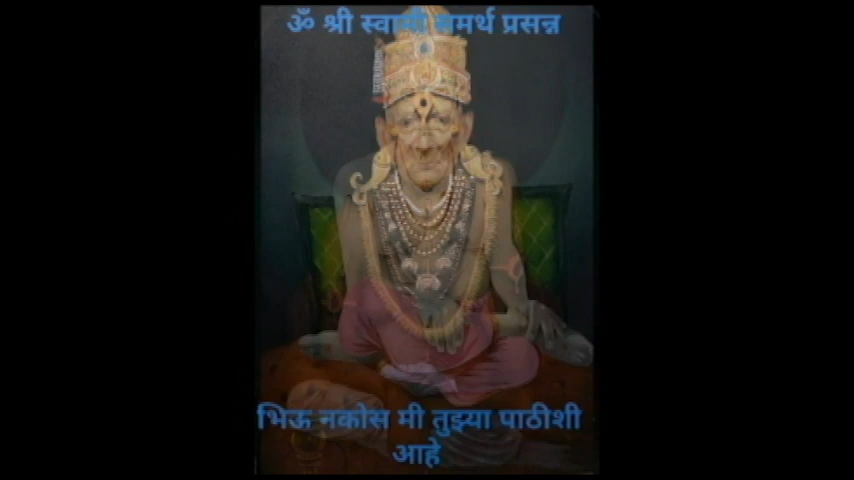 ॐ श्री स्वामी समर्थ प्रसन्न
भिऊ नकोस मी तुझ्या पाठीशी
आहे